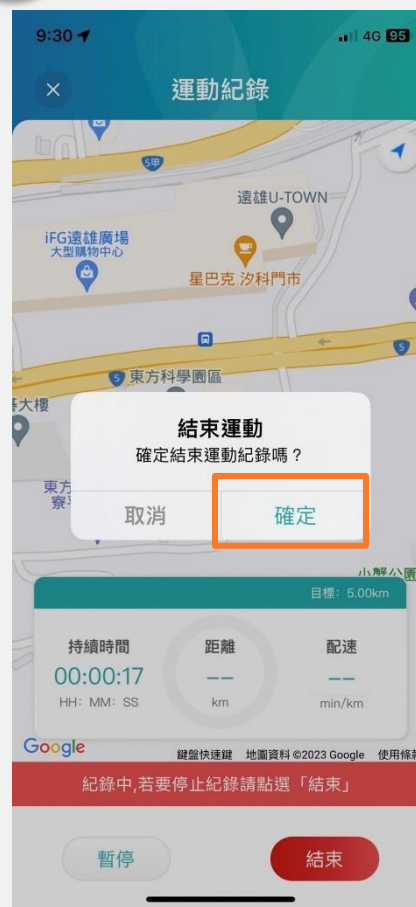 9:30
4G 95
運動紀錄
5甲
遠雄U-TOWN
iFG遠雄廣場
大型購物中心
星巴克 汐科門市
5
5 東方科學園區
大樓
結束運動
確定結束運動紀錄嗎？
東方
寮
取消
確定
小解公園
目標：5.00km
持續時間
距離
配速
00:00:17
--
--
HH：MM：SS
km
min/km
Google
鍵盤快速鍵 地圖資料 ©2023 Google 使用條
紀錄中,若要停止紀錄請點選「結束」
暫停
結束